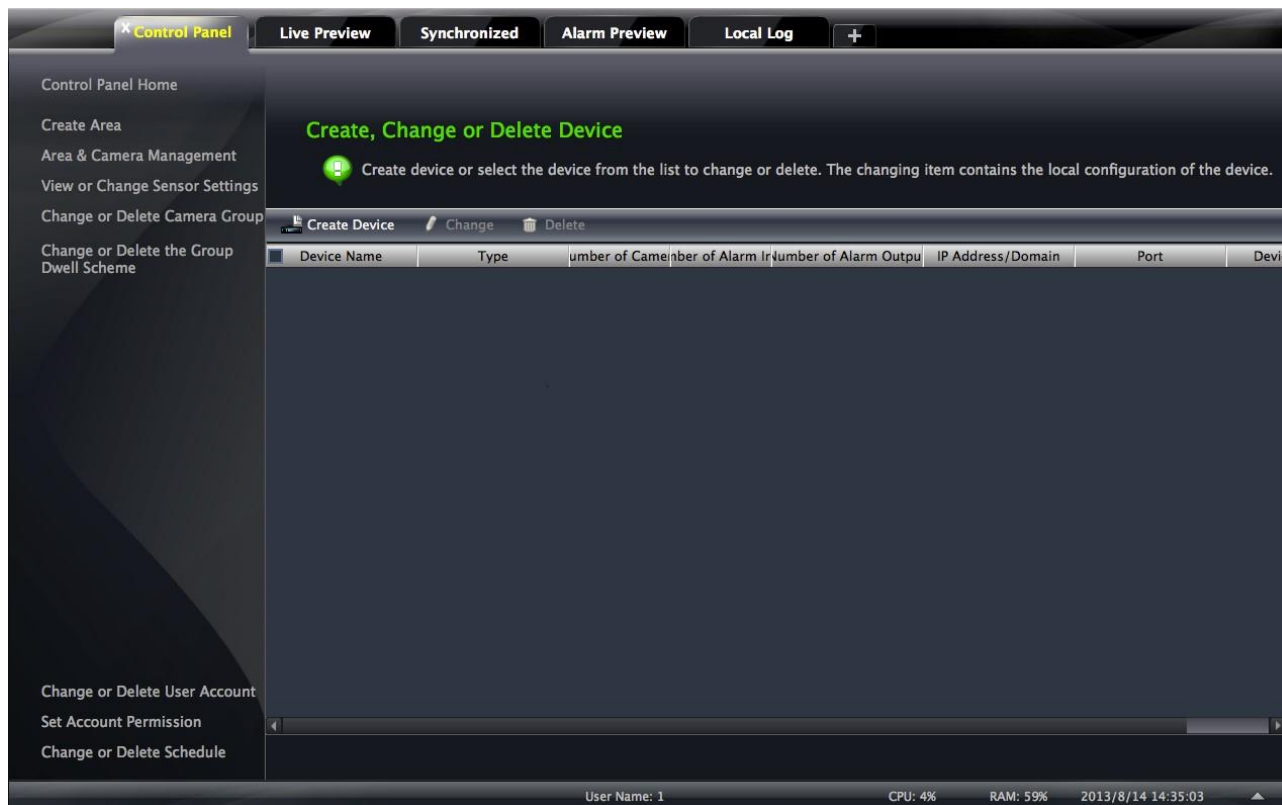 Control Panel
Live Preview
Synchronized
Alarm Preview
Local Log
Control Panel Home
Create Area
Area & Camera Management
View or Change Sensor Settings
Change or Delete Camera Group
Change or Delete the Group
Dwell Scheme
Change or Delete User Account
Set Account Permission
Change or Delete Schedule
Create, Change or Delete Device
Create device or select the device from the list to change or delete. The changing item contains the local configuration of the device.
Create Device Change Delete
Device Name Type umber of Came nber of Alarm In Number of Alarm Outpu IP Address/Domain Port Devi
User Name: 1 CPU: 4% RAM: 59% 2013/8/14 14:35:03